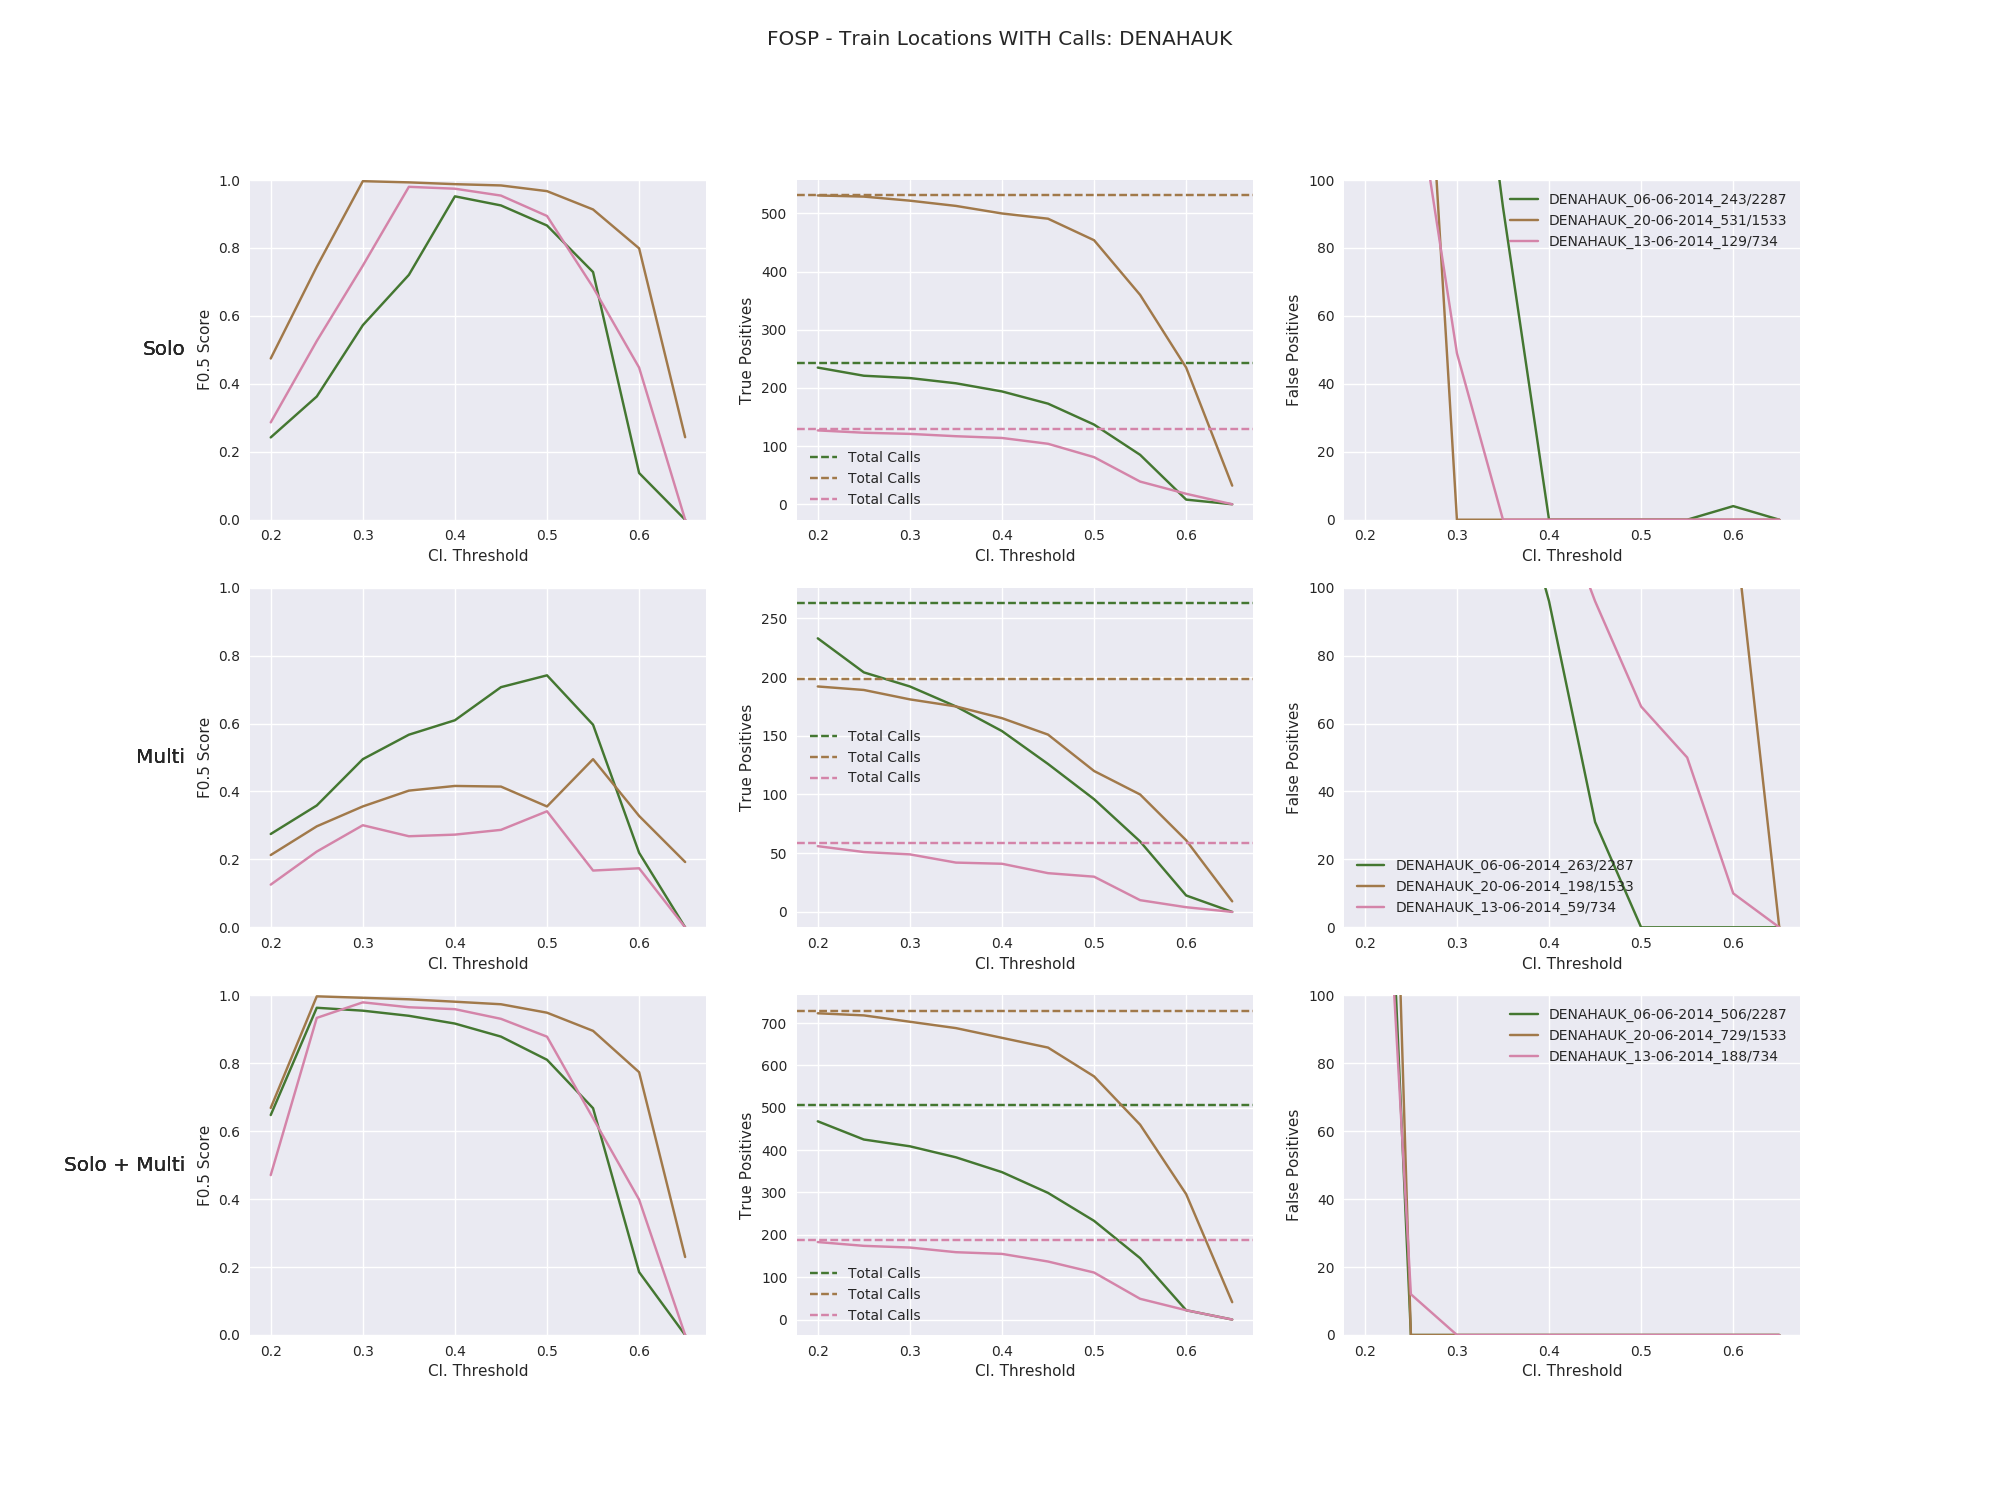 FOSP - Train Locations WITH Calls: DENAHAUK
Solo
F0.5 Score
1.0
0.8
0.6
0.4
0.2
0.0
0.2 0.3 0.4 0.5 0.6
Cl. Threshold
True Positives
500
400
300
200
100
0
Total Calls
Total Calls
Total Calls
0.2 0.3 0.4 0.5 0.6
Cl. Threshold
False Positives
100
80
60
40
20
0
DENAHAUK_06-06-2014_243/2287
DENAHAUK_20-06-2014_531/1533
DENAHAUK_13-06-2014_129/734
0.2 0.3 0.4 0.5 0.6
Cl. Threshold
Multi
F0.5 Score
1.0
0.8
0.6
0.4
0.2
0.0
0.2 0.3 0.4 0.5 0.6
Cl. Threshold
True Positives
250
200
150
100
50
0
Total Calls
Total Calls
Total Calls
0.2 0.3 0.4 0.5 0.6
Cl. Threshold
False Positives
100
80
60
40
20
0
DENAHAUK_06-06-2014_263/2287
DENAHAUK_20-06-2014_198/1533
DENAHAUK_13-06-2014_59/734
0.2 0.3 0.4 0.5 0.6
Cl. Threshold
Solo + Multi
F0.5 Score
1.0
0.8
0.6
0.4
0.2
0.0
0.2 0.3 0.4 0.5 0.6
Cl. Threshold
True Positives
700
600
500
400
300
200
100
0
Total Calls
Total Calls
Total Calls
0.2 0.3 0.4 0.5 0.6
Cl. Threshold
False Positives
100
80
60
40
20
0
DENAHAUK_06-06-2014_506/2287
DENAHAUK_20-06-2014_729/1533
DENAHAUK_13-06-2014_188/734
0.2 0.3 0.4 0.5 0.6
Cl. Threshold